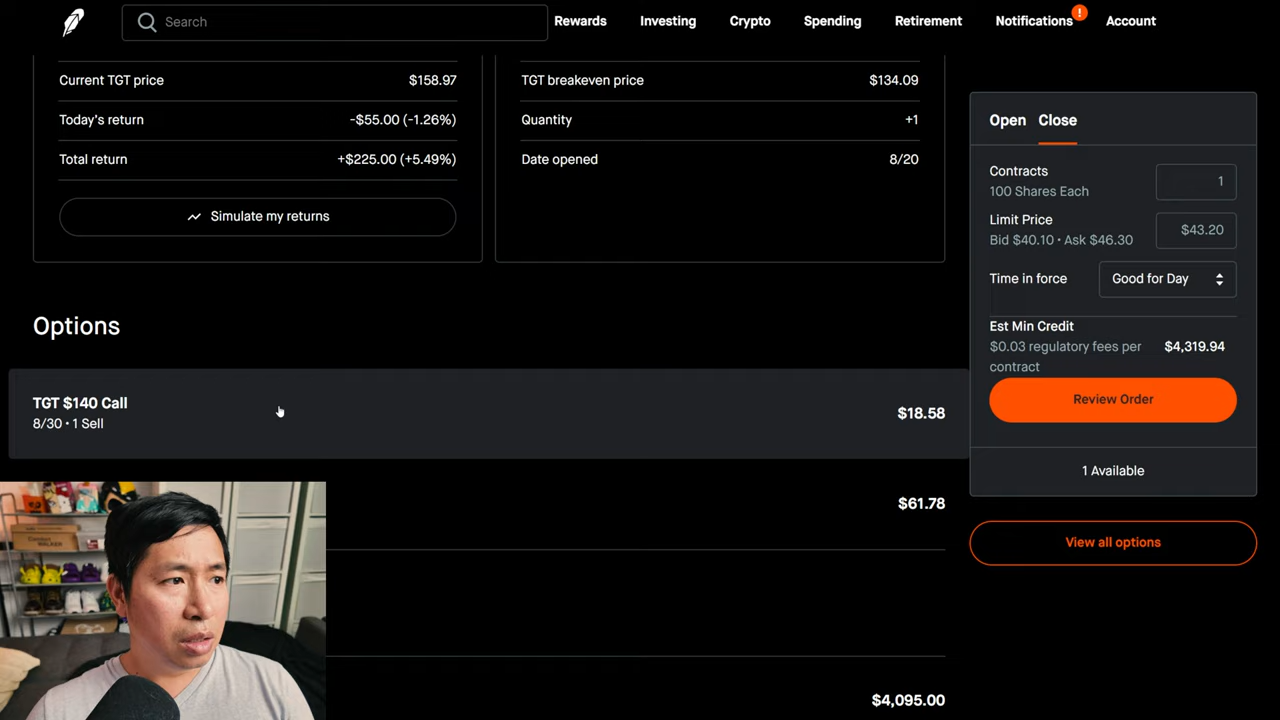 Search
Rewards
Investing
Crypto
Spending
Retirement
Notifications
!
Account
Current TGT price
$158.97
Today's return
-$55.00 (-1.26%)
Total return
+$225.00 (+5.49%)
Simulate my returns
TGT breakeven price
$134.09
Quantity
+1
Date opened
8/20
Options
TGT $140 Call
8/30 • 1 Sell
$18.58
$61.78
$4,095.00
Open
Close
Contracts
100 Shares Each
1
Limit Price
Bid $40.10 • Ask $46.30
$43.20
Time in force
Good for Day
Est Min Credit
$0.03 regulatory fees per
contract
$4,319.94
Review Order
1 Available
View all options